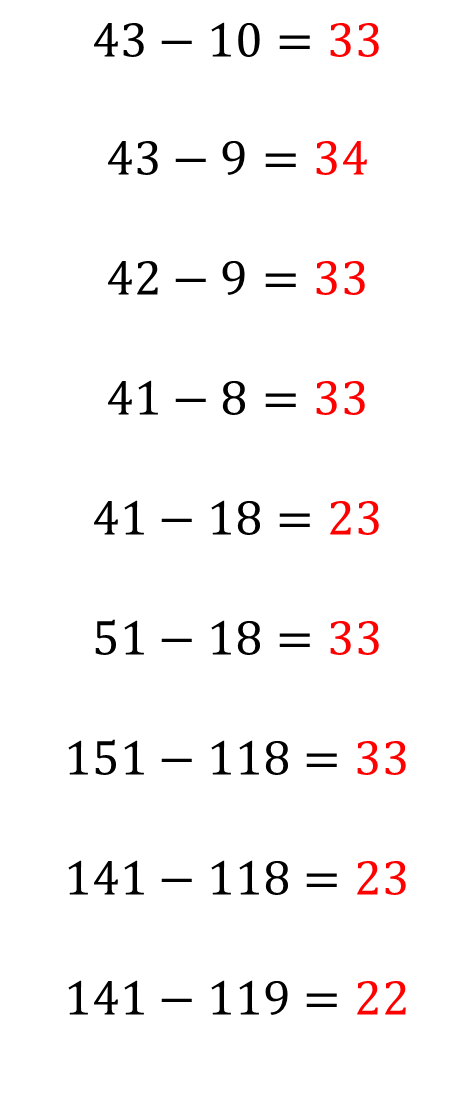 43 − 10 = 33
43 − 9 = 34
42 − 9 = 33
41 − 8 = 33
41 − 18 = 23
51 − 18 = 33
151 − 118 = 33
141 − 118 = 23
141 − 119 = 22